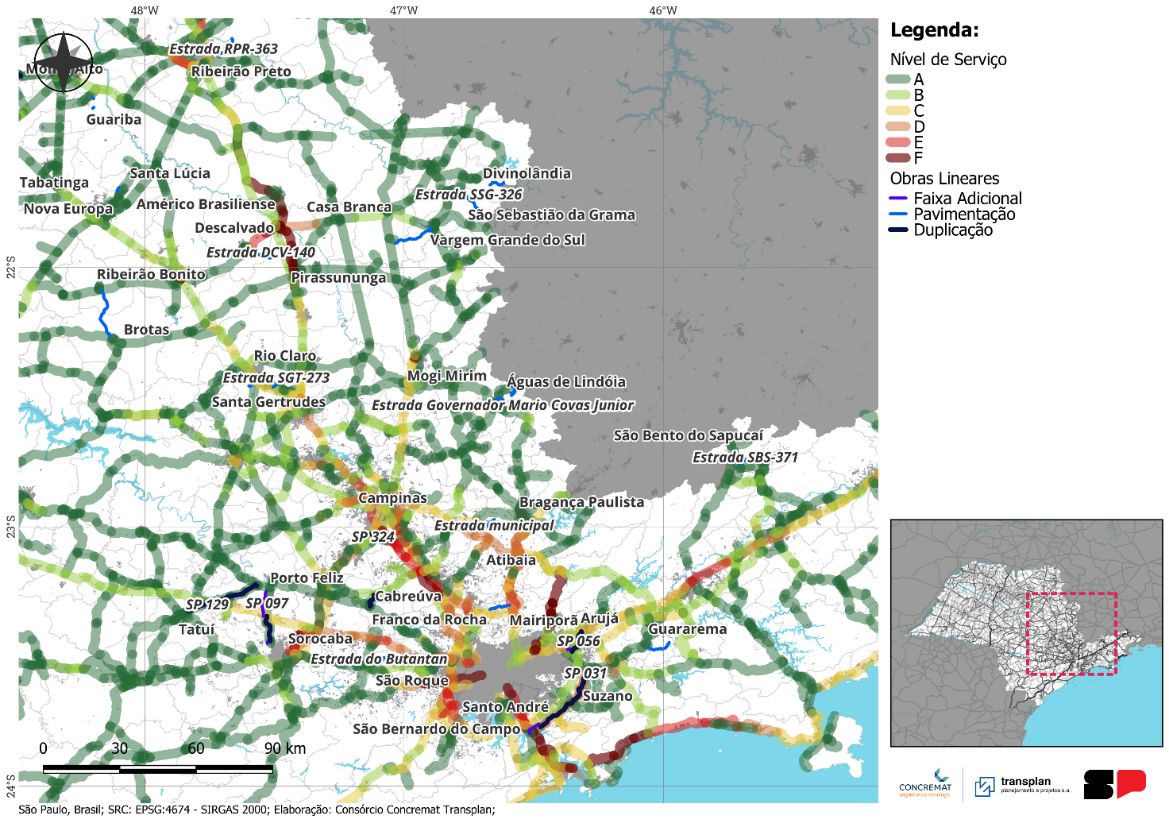 48°W
47°W
46°W
Estrada RPR-363
Monte Alto
Ribeirão Preto
Guariba
Santa Lúcia
Divinolândia
Tabatinga
Estrada SSG-326
Nova Europa
Américo Brasiliense
Casa Branca
São Sebastião da Grama
Descalvado
Vargem Grande do Sul
Estrada DCV-140
22°S
Ribeirão Bonito
Pirassununga
Brotas
Rio Claro
Estrada SGT-273
Mogi Mirim
Águas de Lindóia
Santa Gertrudes
Estrada Governador Mario Covas Junior
São Bento do Sapucaí
Estrada SBS-371
Campinas
Bragança Paulista
23°S
SP 324
Estrada municipal
Atibaia
Porto Feliz
SP 129
SP 097
Cabreúva
Tatuí
Franco da Rocha
Mairiporã
Arujá
Sorocaba
SP 056
Guararema
Estrada do Butantan
São Roque
SP 031
Suzano
Santo André
São Bernardo do Campo
0 30 60 90 km
24°S
São Paulo, Brasil; SRC: EPSG:4674 - SIRGAS 2000; Elaboração: Consórcio Concremat Transplan;
Legenda:
Nível de Serviço
A
B
C
D
E
F
Obras Lineares
Faixa Adicional
Pavimentação
Duplicação
CONCREMAT
transplan
planejamento e projetos s.a.
SP